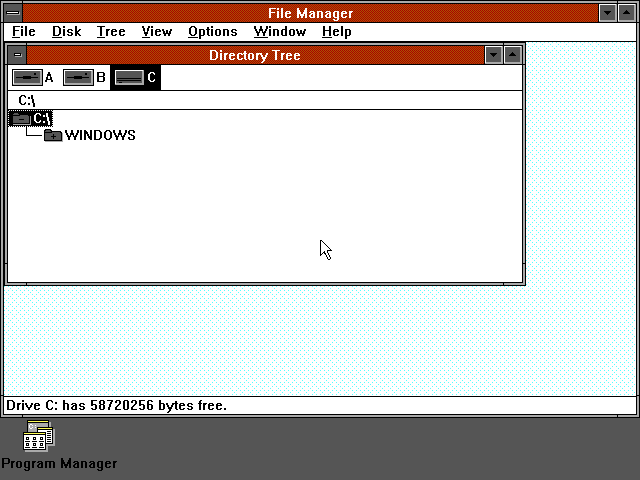 File Manager
File Disk Tree View Options Window Help
Directory Tree
A B C
C:\
C:\
WINDOWS
Drive C: has 58720256 bytes free.
Program Manager